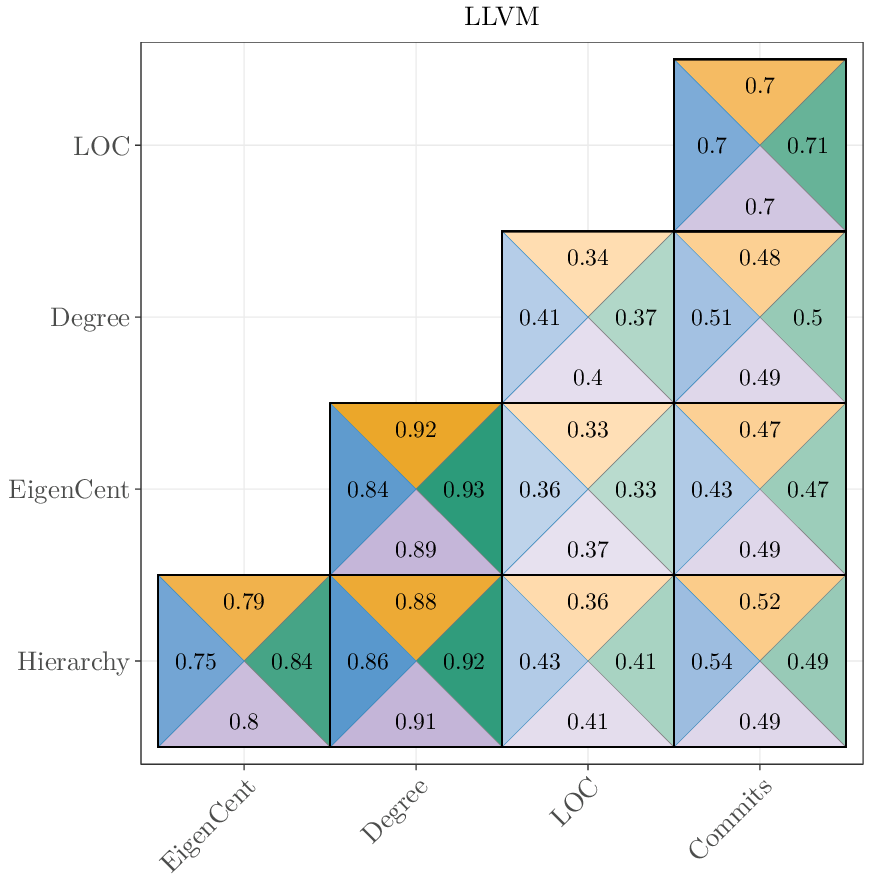 LLVM
LOC
0.7
0.7 0.71
0.7
Degree
0.34 0.48
0.41 0.37 0.51 0.5
0.4 0.49
EigenCent
0.92 0.33 0.47
0.84 0.93 0.36 0.33 0.43 0.47
0.89 0.37 0.49
Hierarchy
0.79 0.88 0.36 0.52
0.75 0.84 0.86 0.92 0.43 0.41 0.54 0.49
0.8 0.91 0.41 0.49
EigenCent
Degree
LOC
Commits